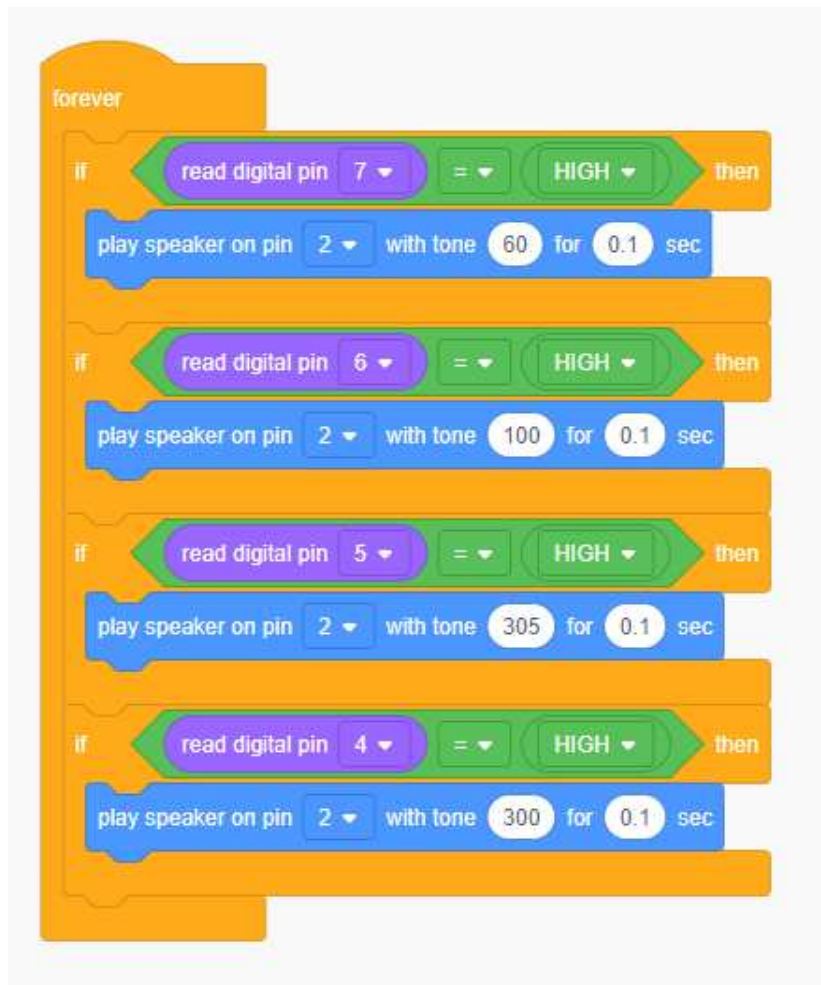 forever
if read digital pin 7 = HIGH then
play speaker on pin 2 with tone 60 for 0.1 sec
if read digital pin 6 = HIGH then
play speaker on pin 2 with tone 100 for 0.1 sec
if read digital pin 5 = HIGH then
play speaker on pin 2 with tone 305 for 0.1 sec
if read digital pin 4 = HIGH then
play speaker on pin 2 with tone 300 for 0.1 sec